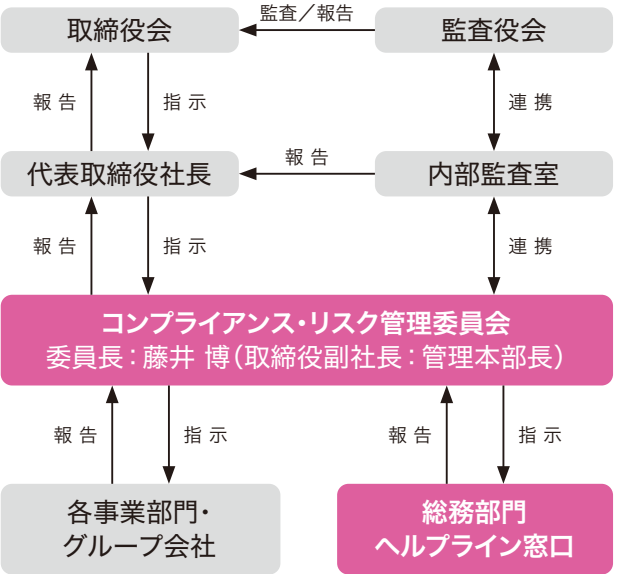 取締役会
監査／報告
監査役会
報告
指示
連携
代表取締役社長
報告
内部監査室
報告
指示
連携
コンプライアンス・リスク管理委員会
委員長：藤井 博（取締役副社長：管理本部長）
報告
指示
報告
指示
各事業部門・
グループ会社
総務部門
ヘルプライン窓口